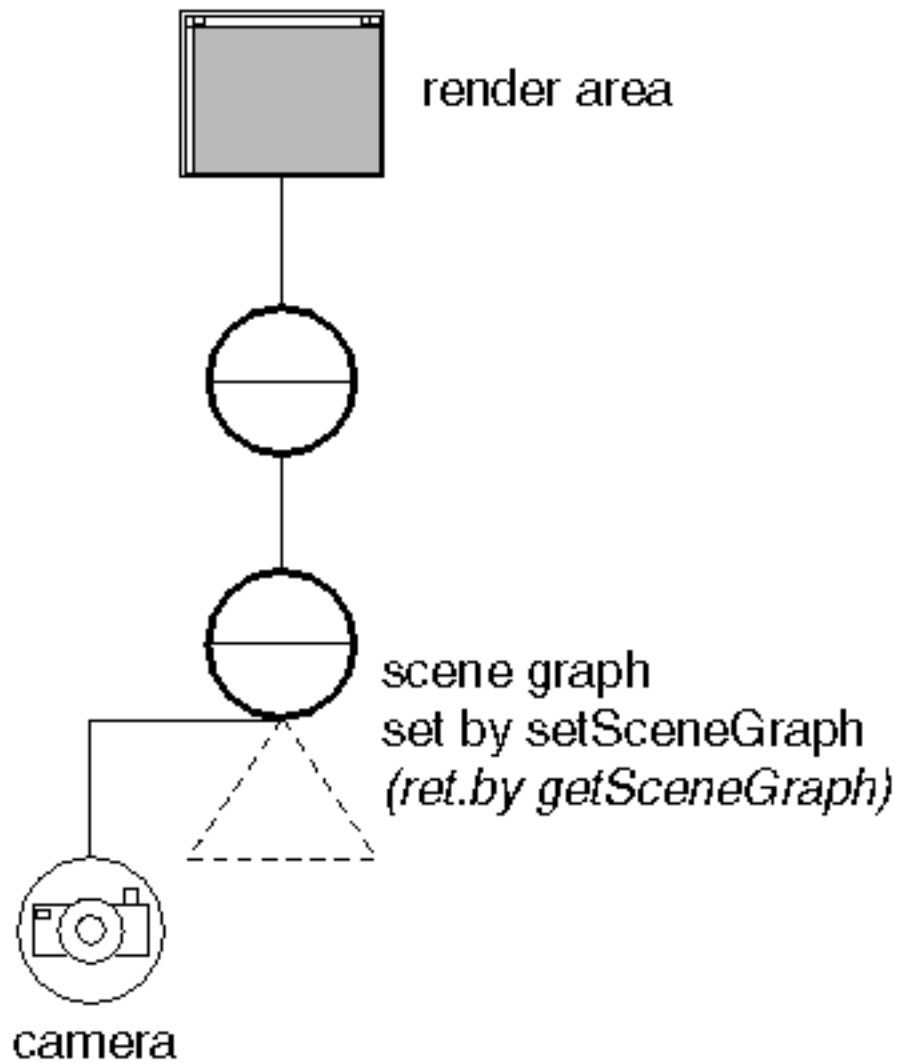 render area
scene graph
set by setSceneGraph
(ret.by getSceneGraph)
camera